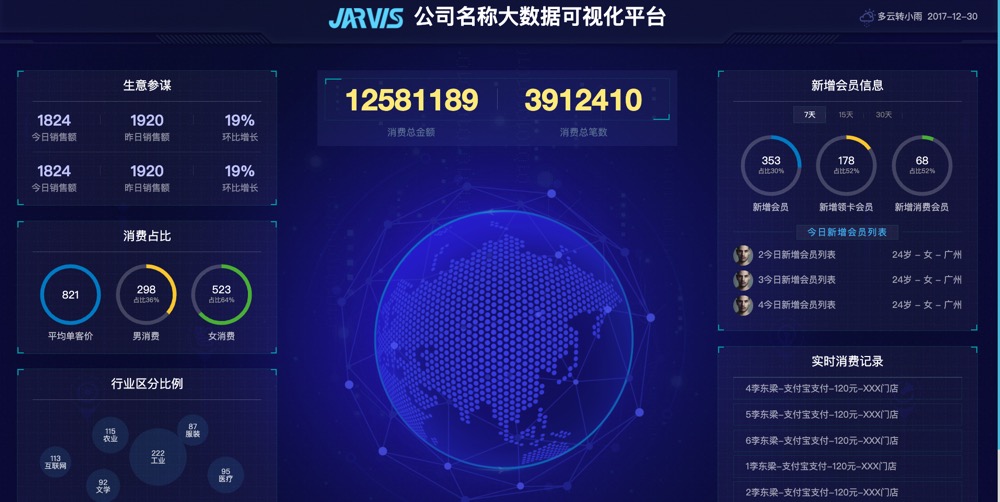 JARVIS 公司名称大数据可视化平台
多云转小雨 2017-12-30
生意参谋
1824 1920 19%
今日销售额 昨日销售额 环比增长
1824 1920 19%
今日销售额 昨日销售额 环比增长
消费占比
821
298
占比36%
523
占比64%
平均单客价 男消费 女消费
行业区分比例
115
农业
87
服装
113
互联网
222
工业
92
文学
95
医疗
12581189 3912410
消费总金额 消费总笔数
新增会员信息
7天 15天 30天
353
占比30%
178
占比52%
68
占比52%
新增会员 新增领卡会员 新增消费会员
今日新增会员列表
2今日新增会员列表 24岁 - 女 - 广州
3今日新增会员列表 24岁 - 女 - 广州
4今日新增会员列表 24岁 - 女 - 广州
实时消费记录
4李东梁-支付宝支付-120元-XXX门店
5李东梁-支付宝支付-120元-XXX门店
6李东梁-支付宝支付-120元-XXX门店
1李东梁-支付宝支付-120元-XXX门店
2李东梁-支付宝支付-120元-XXX门店